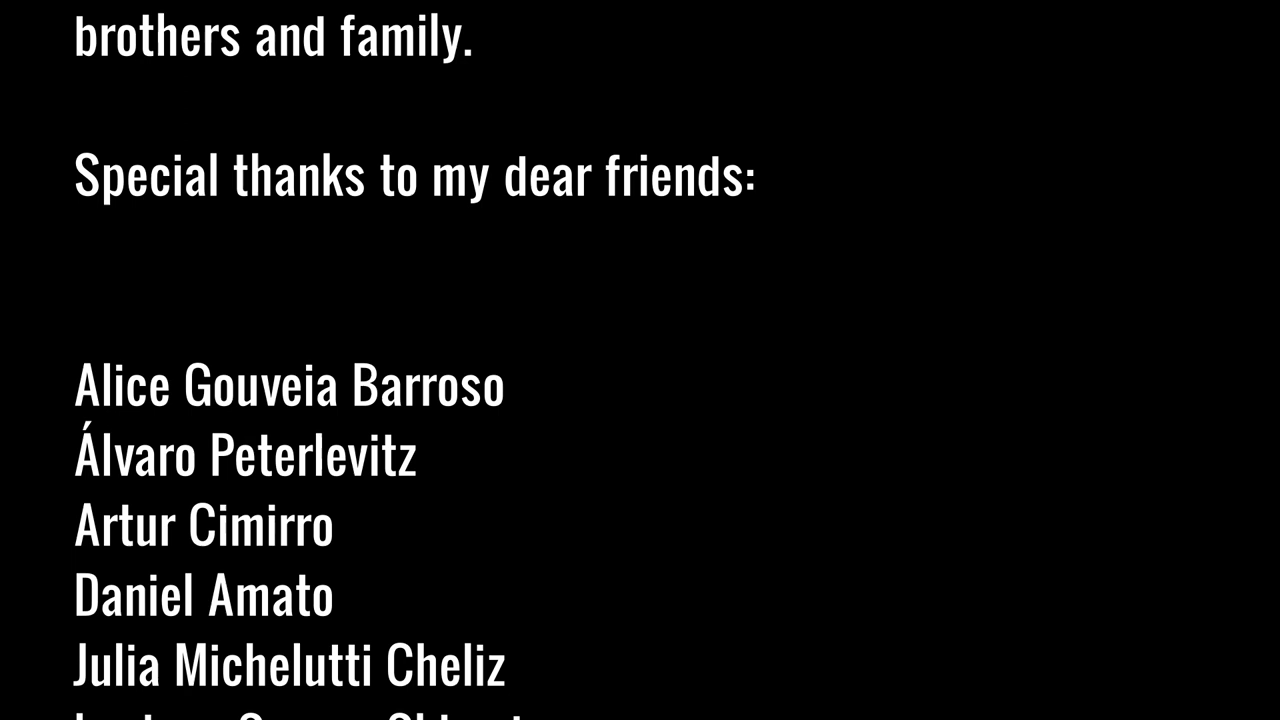 brothers and family.
Special thanks to my dear friends:
Alice Gouveia Barroso
Álvaro Peterlevitz
Artur Cimirro
Daniel Amato
Julia Michelutti Cheliz